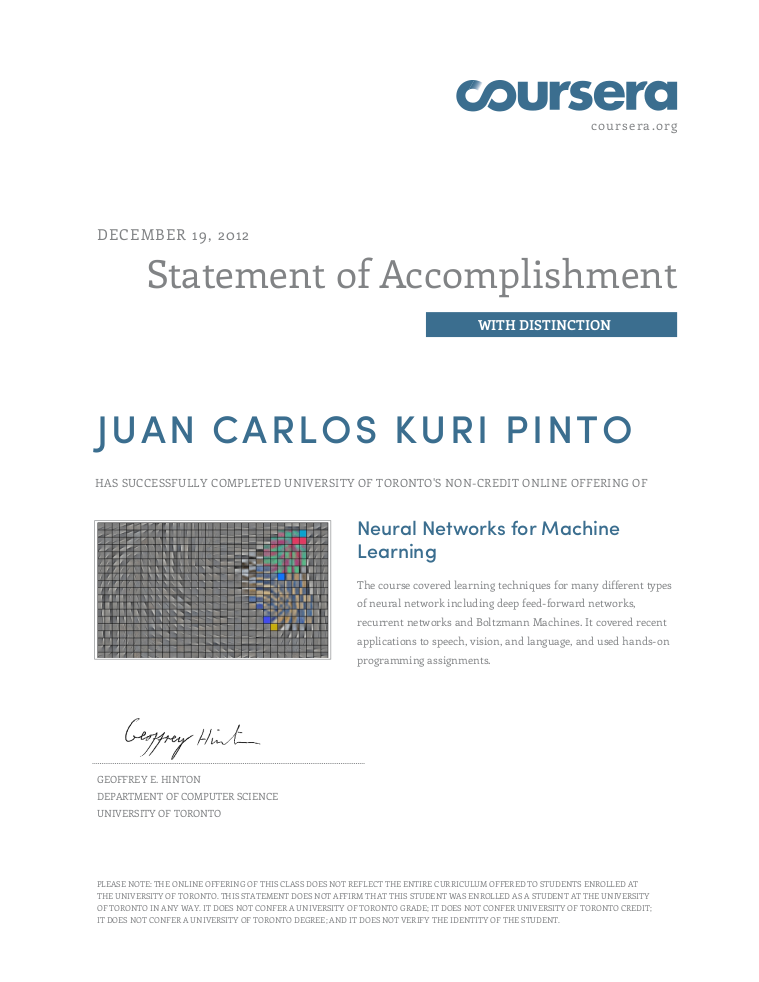 coursera
coursera.org
DECEMBER 19, 2012
Statement of Accomplishment
WITH DISTINCTION
JUAN CARLOS KURI PINTO
HAS SUCCESSFULLY COMPLETED UNIVERSITY OF TORONTO'S NON-CREDIT ONLINE OFFERING OF
Neural Networks for Machine
Learning
The course covered learning techniques for many different types
of neural network including deep feed-forward networks,
recurrent networks and Boltzmann Machines. It covered recent
applications to speech, vision, and language, and used hands-on
programming assignments.
Geoffrey Hinton
GEOFFREY E. HINTON
DEPARTMENT OF COMPUTER SCIENCE
UNIVERSITY OF TORONTO
PLEASE NOTE: THE ONLINE OFFERING OF THIS CLASS DOES NOT REFLECT THE ENTIRE CURRICULUM OFFERED TO STUDENTS ENROLLED AT
THE UNIVERSITY OF TORONTO. THIS STATEMENT DOES NOT AFFIRM THAT THIS STUDENT WAS ENROLLED AS A STUDENT AT THE UNIVERSITY
OF TORONTO IN ANY WAY. IT DOES NOT CONFER A UNIVERSITY OF TORONTO GRADE; IT DOES NOT CONFER UNIVERSITY OF TORONTO CREDIT;
IT DOES NOT CONFER A UNIVERSITY OF TORONTO DEGREE; AND IT DOES NOT VERIFY THE IDENTITY OF THE STUDENT.